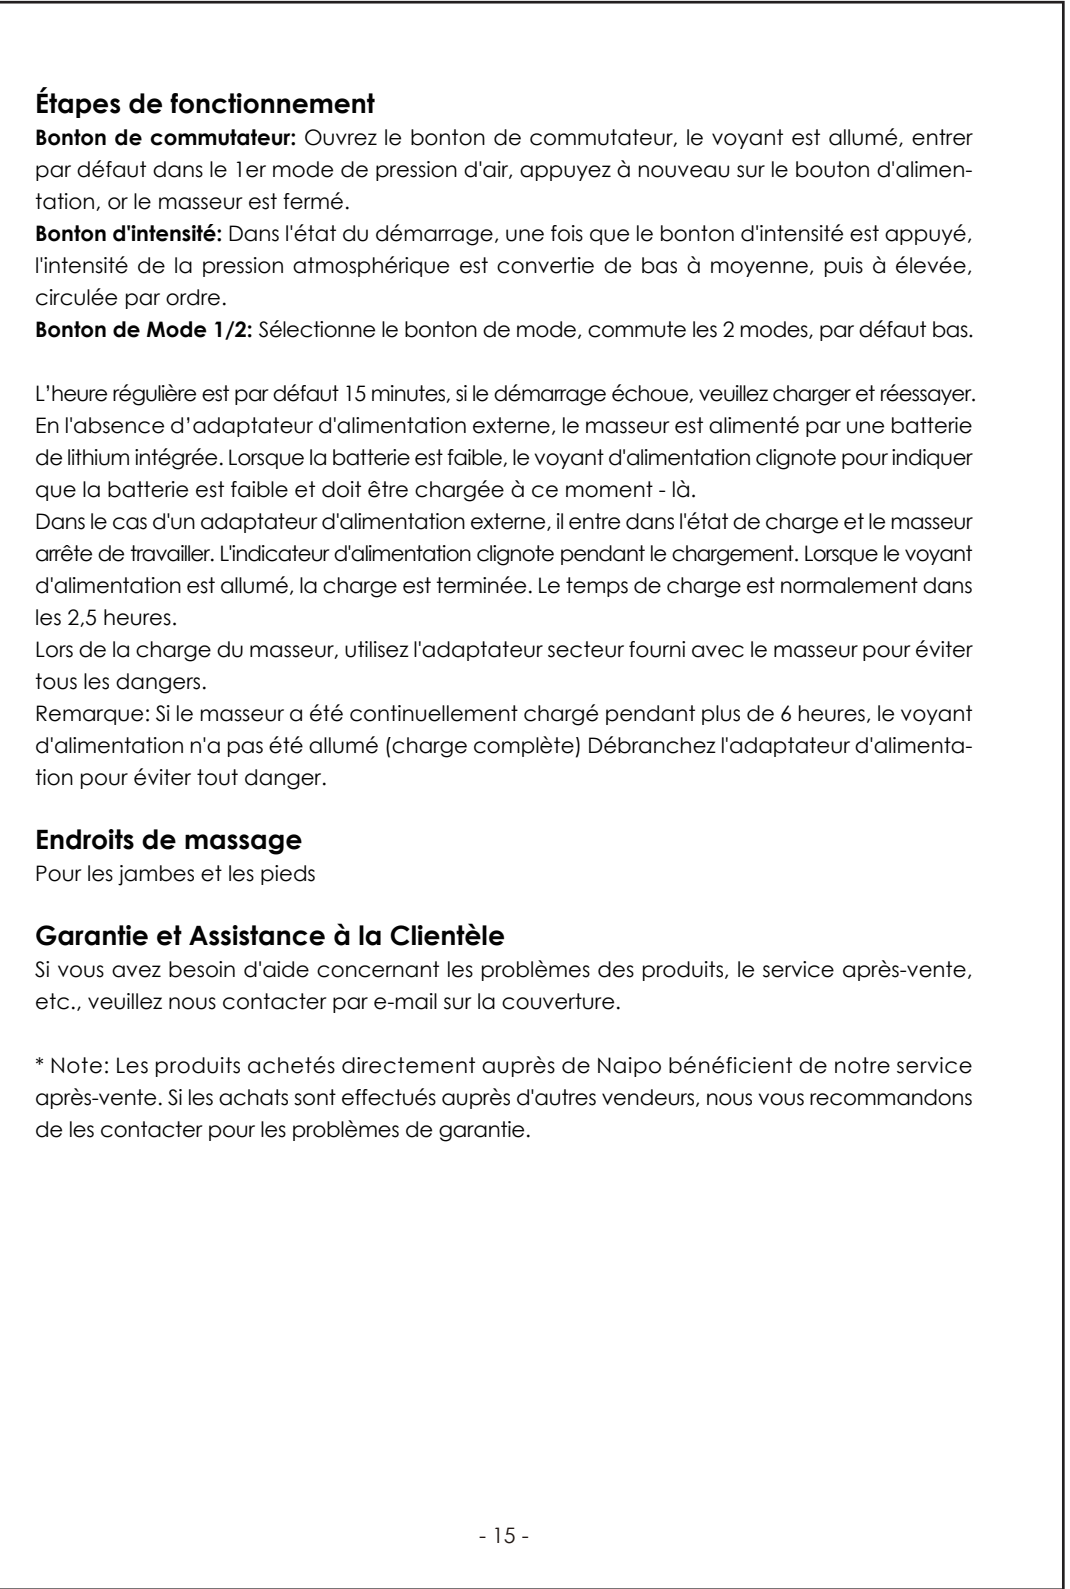 Étapes de fonctionnement
Bonton de commutateur: Ouvrez le bonton de commutateur, le voyant est allumé, entrer
par défaut dans le 1er mode de pression d'air, appuyez à nouveau sur le bouton d'alimen-
tation, or le masseur est fermé.
Bonton d'intensité: Dans l'état du démarrage, une fois que le bonton d'intensité est appuyé,
l'intensité de la pression atmosphérique est convertie de bas à moyenne, puis à élevée,
circulée par ordre.
Bonton de Mode 1/2: Sélectionne le bonton de mode, commute les 2 modes, par défaut bas.
L'heure régulière est par défaut 15 minutes, si le démarrage échoue, veuillez charger et réessayer.
En l'absence d'adaptateur d'alimentation externe, le masseur est alimenté par une batterie
de lithium intégrée. Lorsque la batterie est faible, le voyant d'alimentation clignote pour indiquer
que la batterie est faible et doit être chargée à ce moment - là.
Dans le cas d'un adaptateur d'alimentation externe, il entre dans l'état de charge et le masseur
arrête de travailler. L'indicateur d'alimentation clignote pendant le chargement. Lorsque le voyant
d'alimentation est allumé, la charge est terminée. Le temps de charge est normalement dans
les 2,5 heures.
Lors de la charge du masseur, utilisez l'adaptateur secteur fourni avec le masseur pour éviter
tous les dangers.
Remarque: Si le masseur a été continuellement chargé pendant plus de 6 heures, le voyant
d'alimentation n'a pas été allumé (charge complète) Débranchez l'adaptateur d'alimenta-
tion pour éviter tout danger.
Endroits de massage
Pour les jambes et les pieds
Garantie et Assistance à la Clientèle
Si vous avez besoin d'aide concernant les problèmes des produits, le service après-vente,
etc., veuillez nous contacter par e-mail sur la couverture.
* Note: Les produits achetés directement auprès de Naipo bénéficient de notre service
après-vente. Si les achats sont effectués auprès d'autres vendeurs, nous vous recommandons
de les contacter pour les problèmes de garantie.
- 15 -